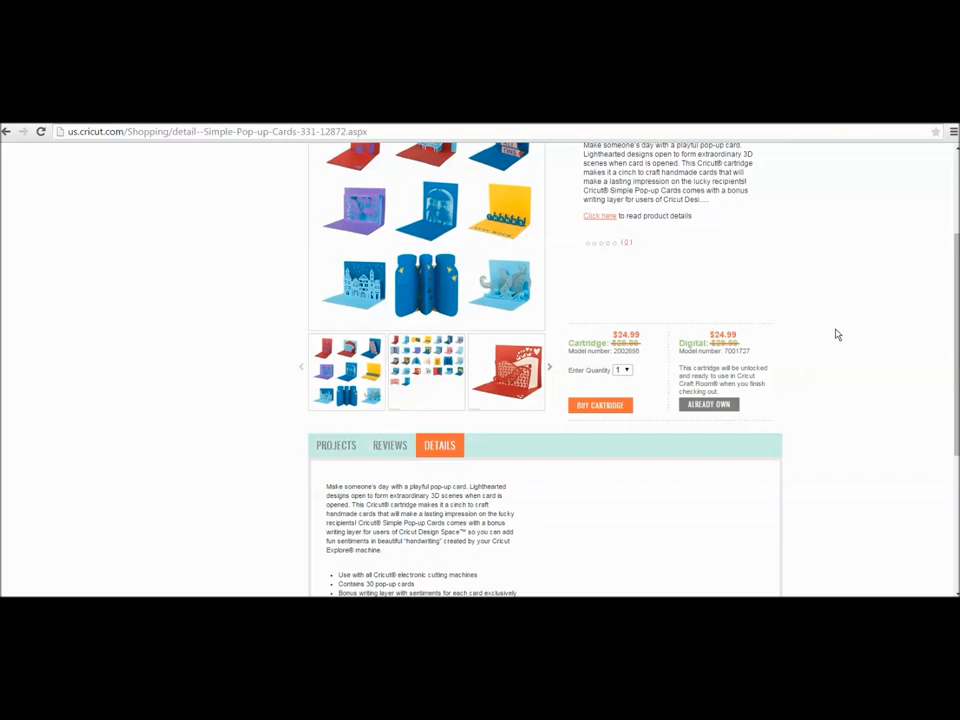 us.cricut.com/Shopping/detail--Simple-Pop-up-Cards-331-12872.aspx
Make someone's day with a playful pop-up card.
Lighthearted designs open to form extraordinary 3D
scenes when card is opened. This Cricut® cartridge
makes it a cinch to craft handmade cards that will
make a lasting impression on the lucky recipients!
Cricut® Simple Pop-up Cards comes with a bonus
writing layer for users of Cricut Desi....
Click here to read product details
( 0 )
$24.99
Cartridge: $29.99
Model number: 2002698
Enter Quantity 1
BUY CARTRIDGE
$24.99
Digital: $29.99
Model number: 7001727
This cartridge will be unlocked
and ready to use in Cricut
Craft Room® when you finish
checking out.
ALREADY OWN
PROJECTS REVIEWS DETAILS
Make someone's day with a playful pop-up card. Lighthearted
designs open to form extraordinary 3D scenes when card is
opened. This Cricut® cartridge makes it a cinch to craft
handmade cards that will make a lasting impression on the lucky
recipients! Cricut® Simple Pop-up Cards comes with a bonus
writing layer for users of Cricut Design Space™ so you can add
fun sentiments in beautiful "handwriting" created by your Cricut
Explore® machine.
• Use with all Cricut® electronic cutting machines
• Contains 30 pop-up cards
• Bonus writing layer with sentiments for each card exclusively